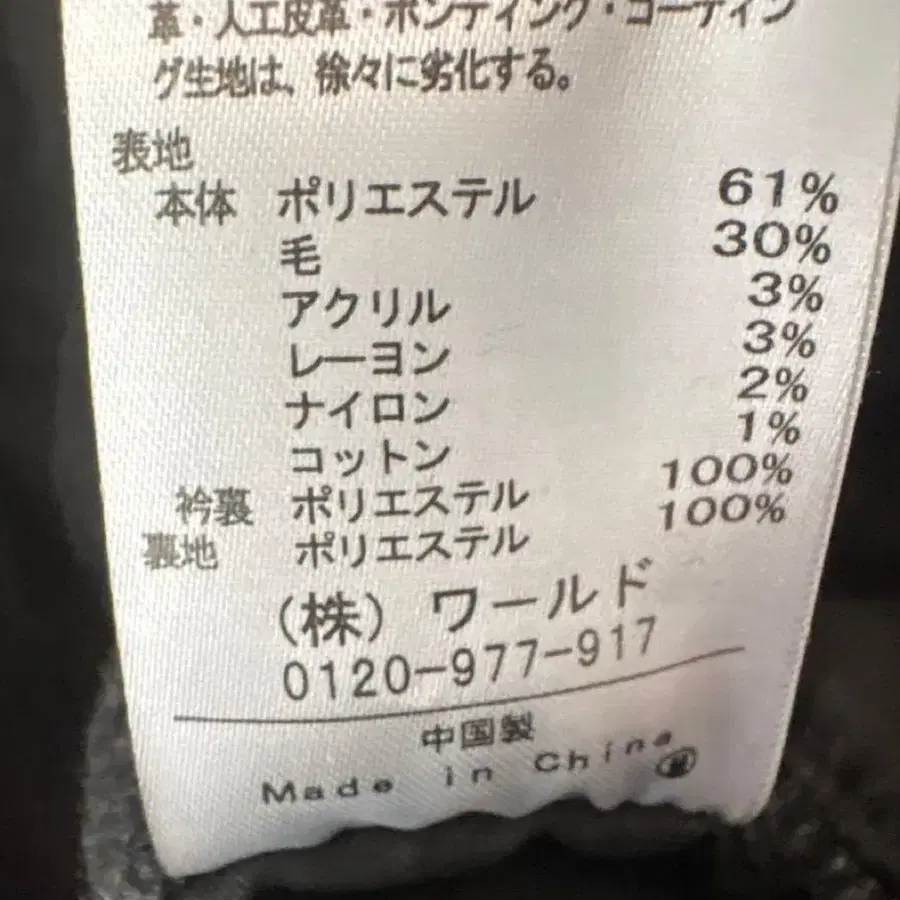 革・人工皮革・ボンディング・コーティン
グ生地は、徐々に劣化する。
表地
本体 ポリエステル 61%
毛 30%
アクリル 3%
レーヨン 3%
ナイロン 2%
コットン 1%
衿裏 ポリエステル 100%
裏地 ポリエステル 100%
(株) ワールド
0120-977-917
中国製
Made in China